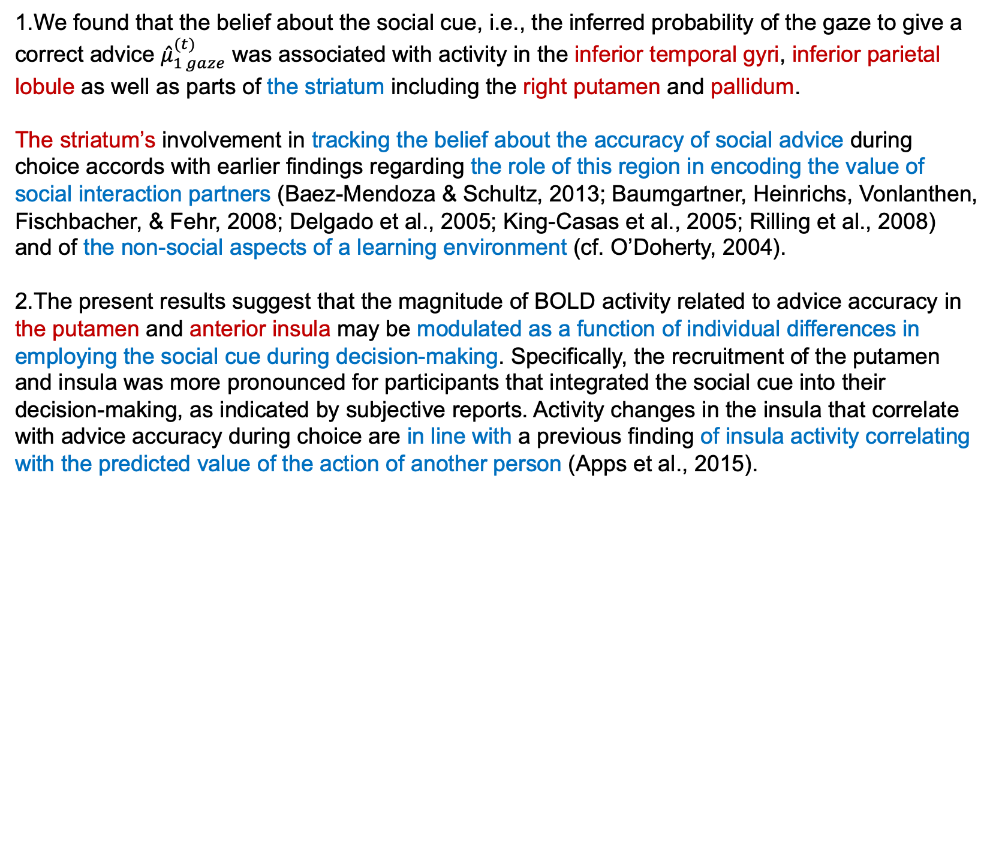 1.We found that the belief about the social cue, i.e., the inferred probability of the gaze to give a
correct advice μ̂₁ gaze⁽ᵗ⁾ was associated with activity in the inferior temporal gyri, inferior parietal
lobule as well as parts of the striatum including the right putamen and pallidum.
The striatum’s involvement in tracking the belief about the accuracy of social advice during
choice accords with earlier findings regarding the role of this region in encoding the value of
social interaction partners (Baez-Mendoza & Schultz, 2013; Baumgartner, Heinrichs, Vonlanthen,
Fischbacher, & Fehr, 2008; Delgado et al., 2005; King-Casas et al., 2005; Rilling et al., 2008)
and of the non-social aspects of a learning environment (cf. O’Doherty, 2004).
2.The present results suggest that the magnitude of BOLD activity related to advice accuracy in
the putamen and anterior insula may be modulated as a function of individual differences in
employing the social cue during decision-making. Specifically, the recruitment of the putamen
and insula was more pronounced for participants that integrated the social cue into their
decision-making, as indicated by subjective reports. Activity changes in the insula that correlate
with advice accuracy during choice are in line with a previous finding of insula activity correlating
with the predicted value of the action of another person (Apps et al., 2015).